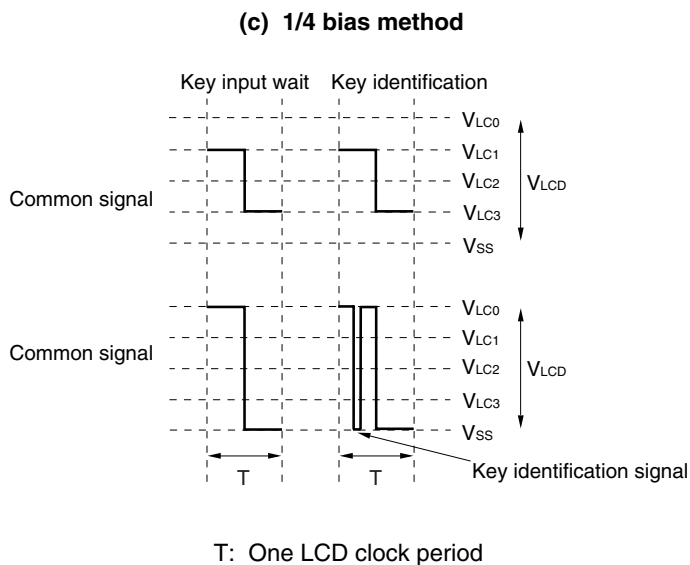 (c) 1/4 bias method
Key input wait Key identification
VLC0
VLC1
VLC2
VLC3
VSS
VLCD
Common signal
VLC0
VLC1
VLC2
VLC3
VSS
VLCD
Common signal
T T
Key identification signal
T: One LCD clock period